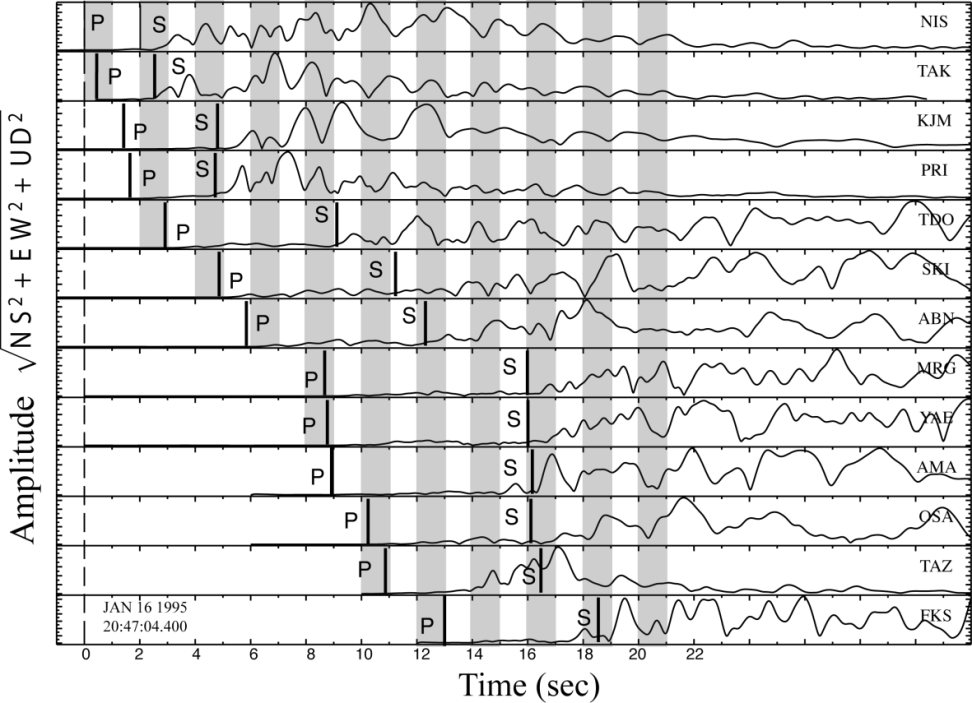 P S NIS
P S TAK
P S KJM
P S PRI
P S TDO
P S SKI
P S ABN
P S MRG
P S YAE
P S AMA
P S OSA
P S TAZ
P S FKS
JAN 16 1995
20:47:04.400
0 2 4 6 8 10 12 14 16 18 20 22
Time (sec)
Amplitude √NS² + EW² + UD²